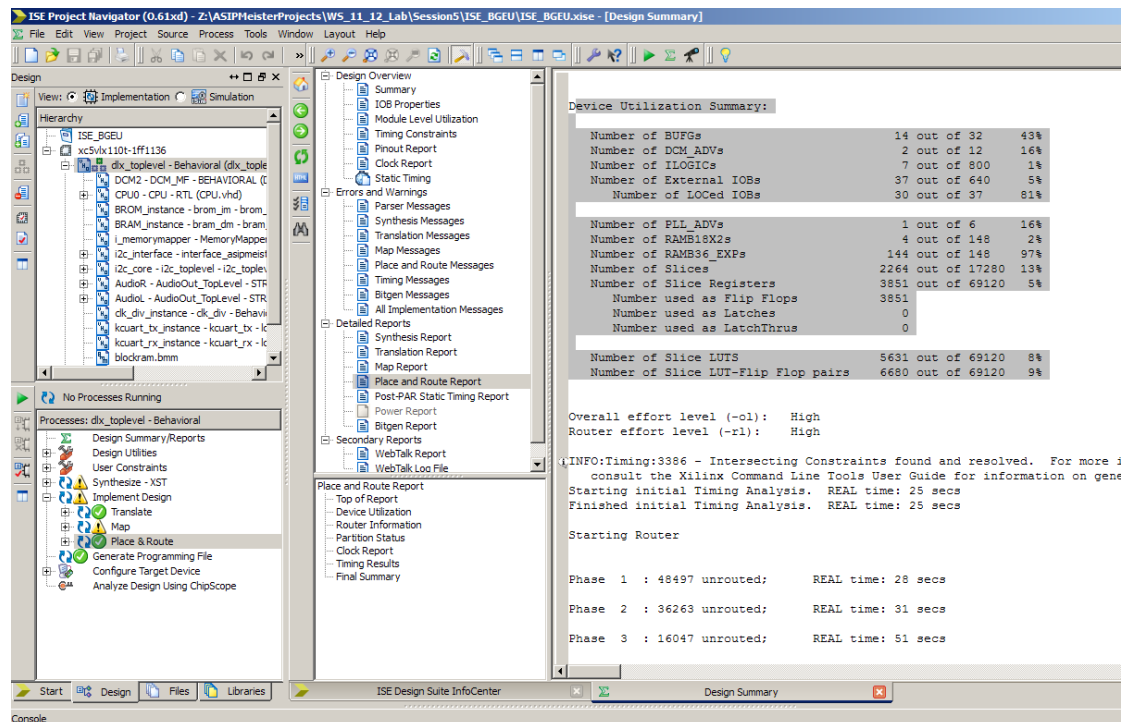 ISE Project Navigator (O.61xd) - Z:\ASIPMeisterProjects\WS_11_12_Lab\Session5\ISE_BGEU\ISE_BGEU.xise - [Design Summary]
File Edit View Project Source Process Tools Window Layout Help
Design
View: Implementation Simulation
Hierarchy
ISE_BGEU
xc5vlx110t-1ff1136
dlx_toplevel - Behavioral (dlx_tople
DCM2 - DCM_MF - BEHAVIORAL (D
CPU0 - CPU - RTL (CPU.vhd)
BROM_instance - brom_im - brom_
BRAM_instance - bram_dm - bram_
i_memorymapper - MemoryMapper
i2c_interface - interface_asipmeist
i2c_core - i2c_toplevel - i2c_toplev
AudioR - AudioOut_TopLevel - STR
AudioL - AudioOut_TopLevel - STR
clk_div_instance - clk_div - Behavio
kcuart_tx_instance - kcuart_tx - lo
kcuart_rx_instance - kcuart_rx - lo
blockram.bmm
No Processes Running
Processes: dlx_toplevel - Behavioral
Design Summary/Reports
Design Utilities
User Constraints
Synthesize - XST
Implement Design
Translate
Map
Place & Route
Generate Programming File
Configure Target Device
Analyze Design Using ChipScope
Start Design Files Libraries
Design Overview
Summary
IOB Properties
Module Level Utilization
Timing Constraints
Pinout Report
Clock Report
Static Timing
Errors and Warnings
Parser Messages
Synthesis Messages
Translation Messages
Map Messages
Place and Route Messages
Timing Messages
Bitgen Messages
All Implementation Messages
Detailed Reports
Synthesis Report
Translation Report
Map Report
Place and Route Report
Post-PAR Static Timing Report
Power Report
Bitgen Report
Secondary Reports
WebTalk Report
WebTalk Log File
Place and Route Report
Top of Report
Device Utilization
Router Information
Partition Status
Clock Report
Timing Results
Final Summary
Device Utilization Summary:
Number of BUFGs 14 out of 32 43%
Number of DCM_ADVs 2 out of 12 16%
Number of ILOGICs 7 out of 800 1%
Number of External IOBs 37 out of 640 5%
Number of LOCed IOBs 30 out of 37 81%
Number of PLL_ADVs 1 out of 6 16%
Number of RAMB18X2s 4 out of 148 2%
Number of RAMB36_EXPs 144 out of 148 97%
Number of Slices 2264 out of 17280 13%
Number of Slice Registers 3851 out of 69120 5%
Number used as Flip Flops 3851
Number used as Latches 0
Number used as LatchThrus 0
Number of Slice LUTS 5631 out of 69120 8%
Number of Slice LUT-Flip Flop pairs 6680 out of 69120 9%
Overall effort level (-ol): High
Router effort level (-rl): High
INFO:Timing:3386 - Intersecting Constraints found and resolved. For more i
consult the Xilinx Command Line Tools User Guide for information on gene
Starting initial Timing Analysis. REAL time: 25 secs
Finished initial Timing Analysis. REAL time: 25 secs
Starting Router
Phase 1 : 48497 unrouted; REAL time: 28 secs
Phase 2 : 36263 unrouted; REAL time: 31 secs
Phase 3 : 16047 unrouted; REAL time: 51 secs
ISE Design Suite InfoCenter
Design Summary
Console